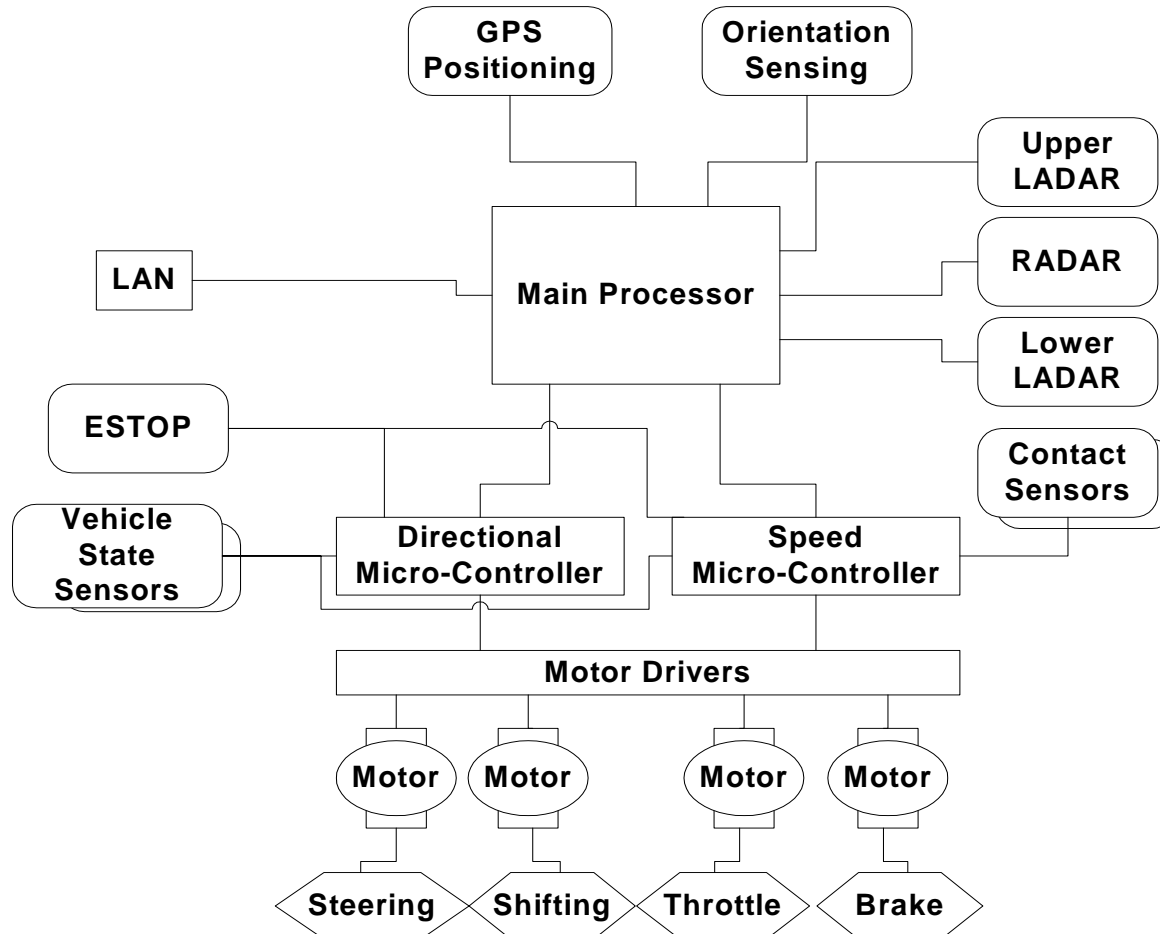 GPS
Positioning
Orientation
Sensing
Upper
LADAR
LAN
Main Processor
RADAR
Lower
LADAR
ESTOP
Contact
Sensors
Vehicle
State
Sensors
Directional
Micro-Controller
Speed
Micro-Controller
Motor Drivers
Motor
Motor
Motor
Motor
Steering
Shifting
Throttle
Brake